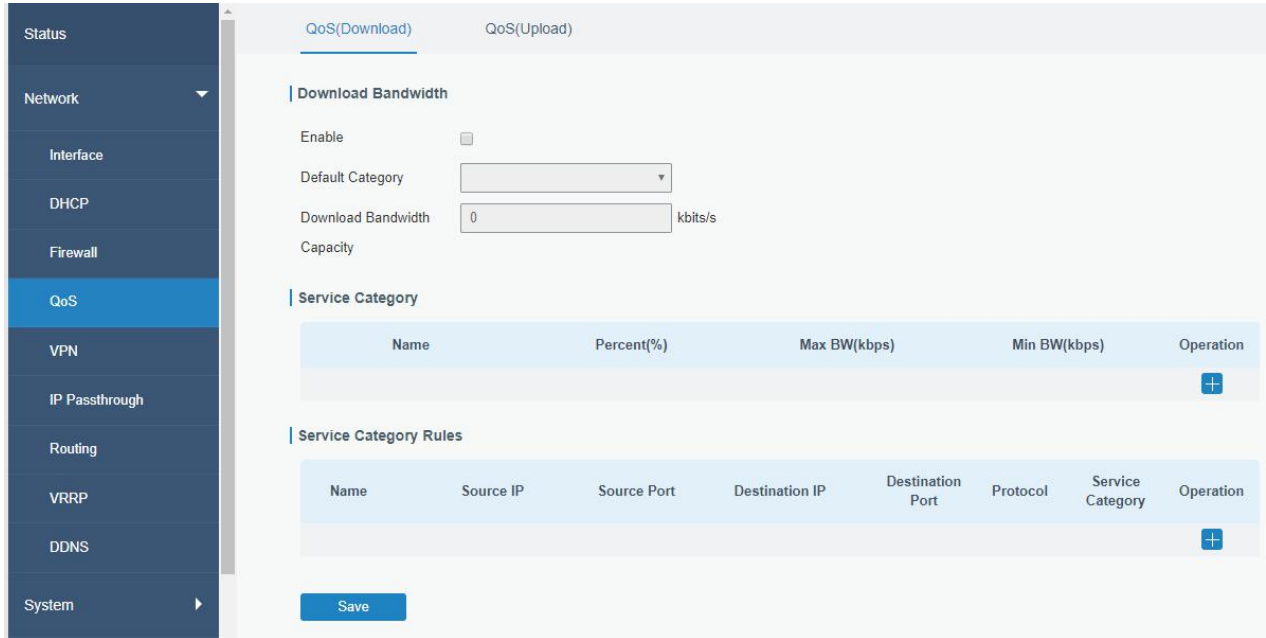 Status
Network
Interface
DHCP
Firewall
QoS
VPN
IP Passthrough
Routing
VRRP
DDNS
System
QoS(Download) QoS(Upload)
Download Bandwidth
Enable
Default Category
Download Bandwidth 0 kbits/s
Capacity
Service Category
Name Percent(%) Max BW(kbps) Min BW(kbps) Operation
Service Category Rules
Name Source IP Source Port Destination IP Destination Port Protocol Service Category Operation
Save